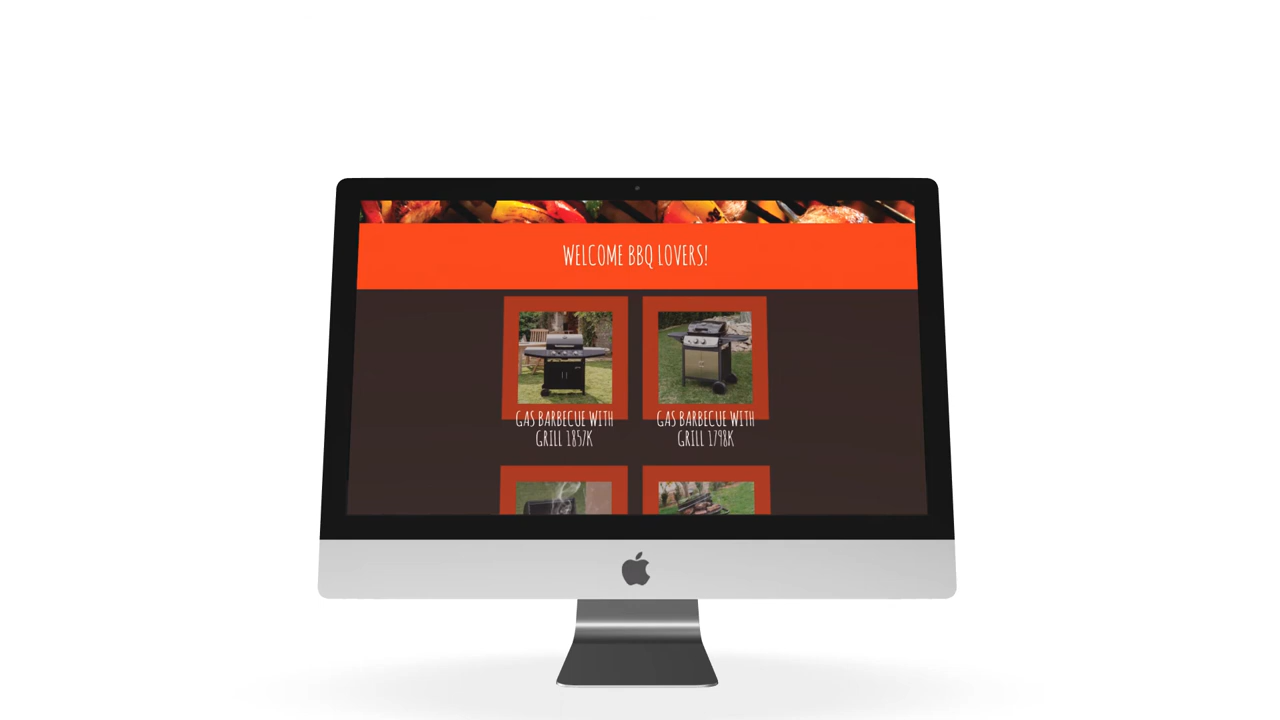 WELCOME BBQ LOVERS!
GAS BARBECUE WITH
GRILL 1857K
GAS BARBECUE WITH
GRILL 1798K